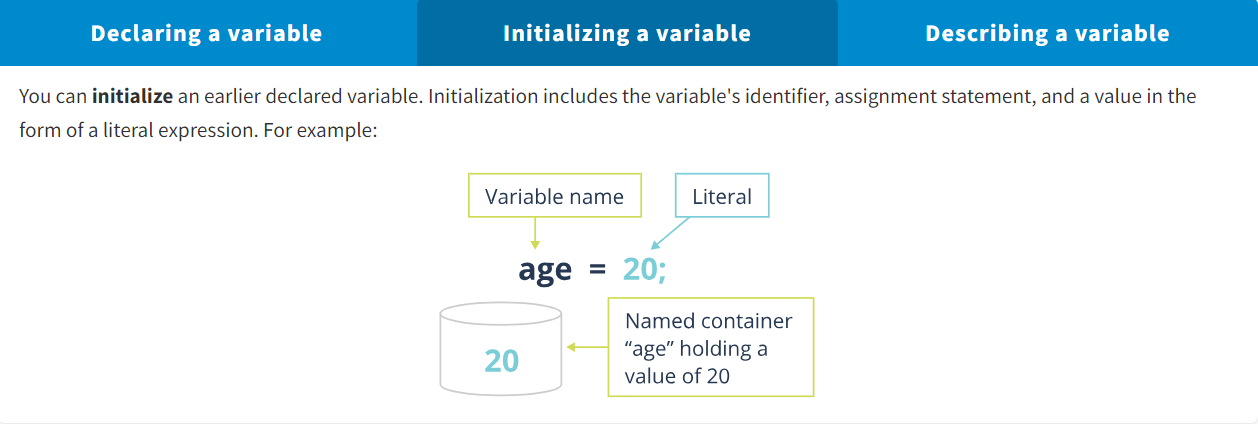 Declaring a variable
Initializing a variable
Describing a variable
You can initialize an earlier declared variable. Initialization includes the variable's identifier, assignment statement, and a value in the
form of a literal expression. For example:
Variable name
Literal
age = 20;
20
Named container
“age” holding a
value of 20